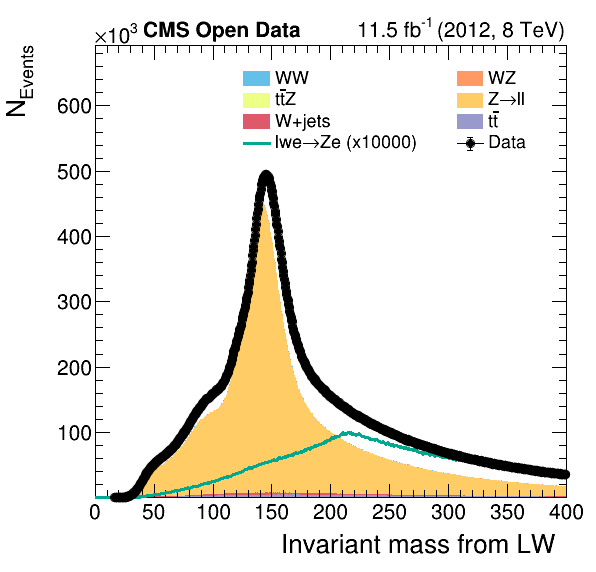 ×10³ CMS Open Data 11.5 fb⁻¹ (2012, 8 TeV)
N_Events
WW WZ
tt̄Z Z→ll
W+jets tt̄
lwe→Ze (x10000) Data
600
500
400
300
200
100
0 50 100 150 200 250 300 350 400
Invariant mass from LW